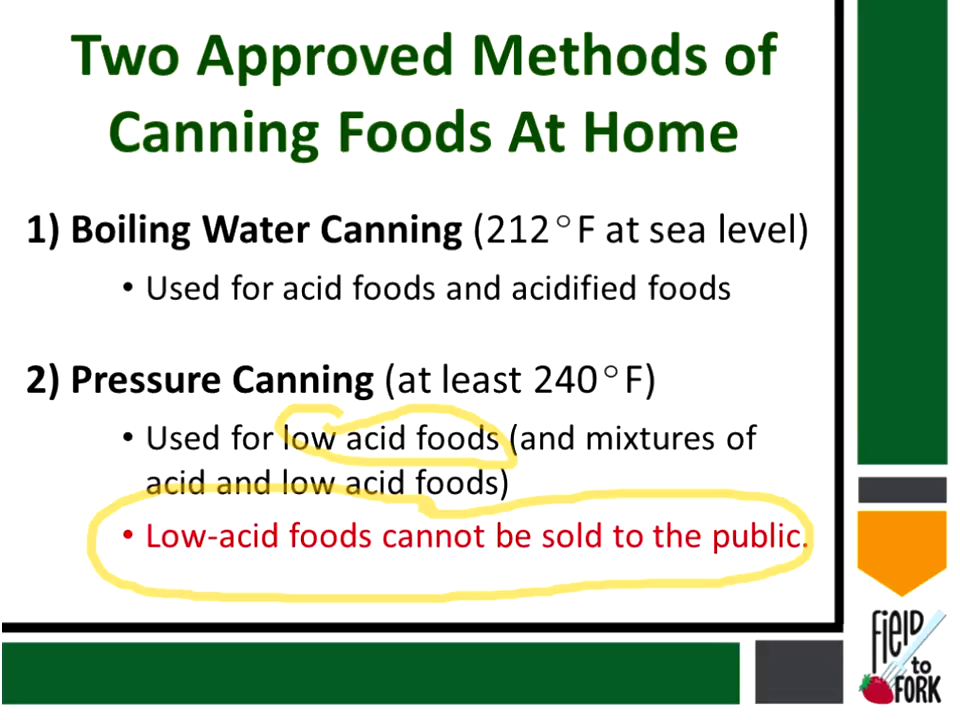 Two Approved Methods of
Canning Foods At Home
1) Boiling Water Canning (212°F at sea level)
• Used for acid foods and acidified foods
2) Pressure Canning (at least 240°F)
• Used for low acid foods (and mixtures of
acid and low acid foods)
• Low-acid foods cannot be sold to the public.
FIELD
to
FORK